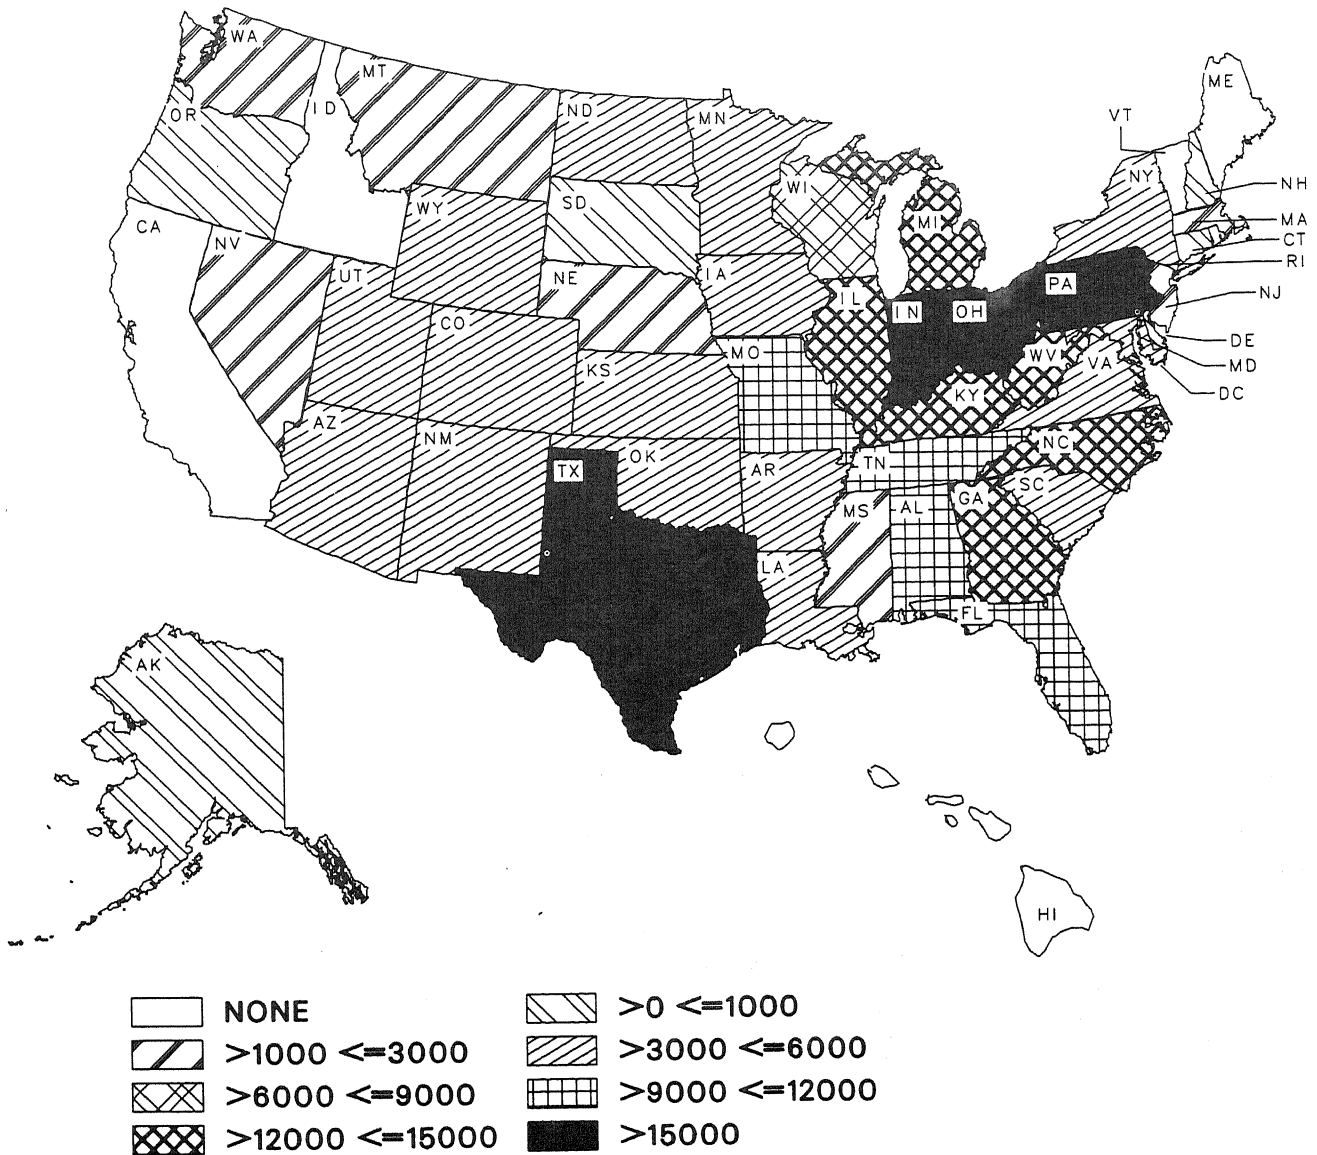 WA
MT
ME
OR
ID
ND
MN
VT
WI
NY
NH
CA
WY
SD
MI
MA
NV
CT
UT
NE
IA
RI
PA
NJ
CO
IL
IN
OH
DE
MO
WV
VA
MD
KS
KY
DC
AZ
NM
OK
TX
AR
TN
NC
MS
AL
GA
SC
LA
FL
AK
HI
NONE
>0 <=1000
>1000 <=3000
>3000 <=6000
>6000 <=9000
>9000 <=12000
>12000 <=15000
>15000